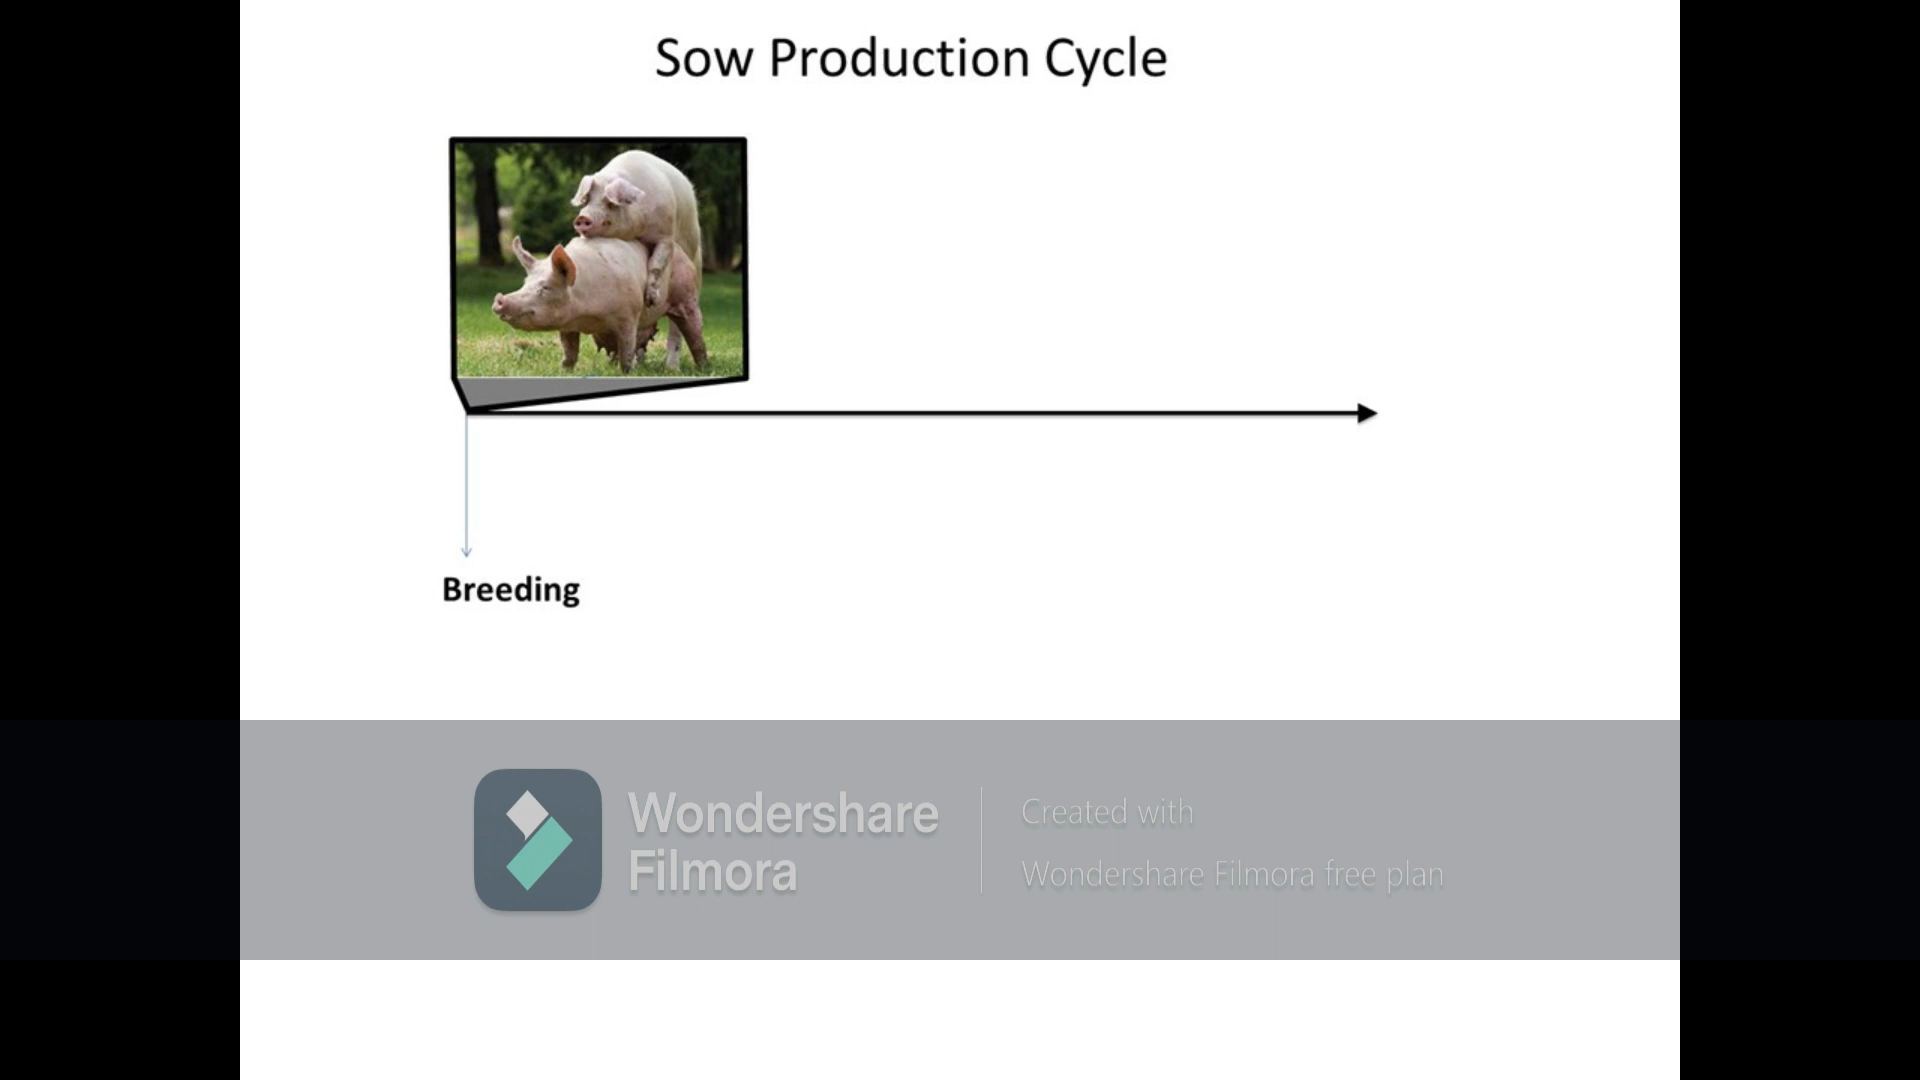 Sow Production Cycle
Breeding
Wondershare
Filmora
Created with
Wondershare Filmora free plan